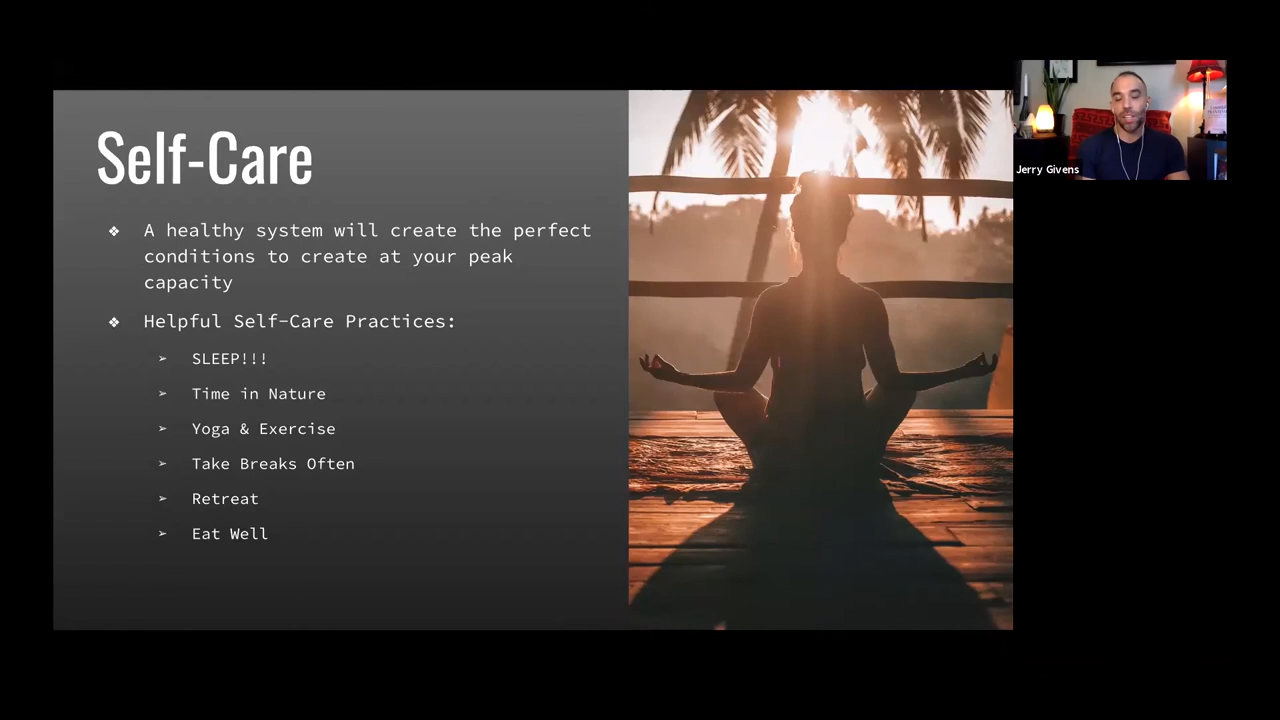 Self-Care
❖ A healthy system will create the perfect
conditions to create at your peak
capacity
❖ Helpful Self-Care Practices:
➢ SLEEP!!!
➢ Time in Nature
➢ Yoga & Exercise
➢ Take Breaks Often
➢ Retreat
➢ Eat Well
Jerry Givens